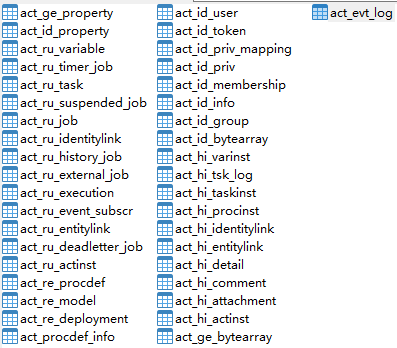 act_ge_property
act_id_property
act_ru_variable
act_ru_timer_job
act_ru_task
act_ru_suspended_job
act_ru_job
act_ru_identitylink
act_ru_history_job
act_ru_external_job
act_ru_execution
act_ru_event_subscr
act_ru_entitylink
act_ru_deadletter_job
act_ru_actinst
act_re_procdef
act_re_model
act_re_deployment
act_procdef_info
act_id_user
act_id_token
act_id_priv_mapping
act_id_priv
act_id_membership
act_id_info
act_id_group
act_id_bytearray
act_hi_varinst
act_hi_tsk_log
act_hi_taskinst
act_hi_procinst
act_hi_identitylink
act_hi_entitylink
act_hi_detail
act_hi_comment
act_hi_attachment
act_hi_actinst
act_ge_bytearray
act_evt_log